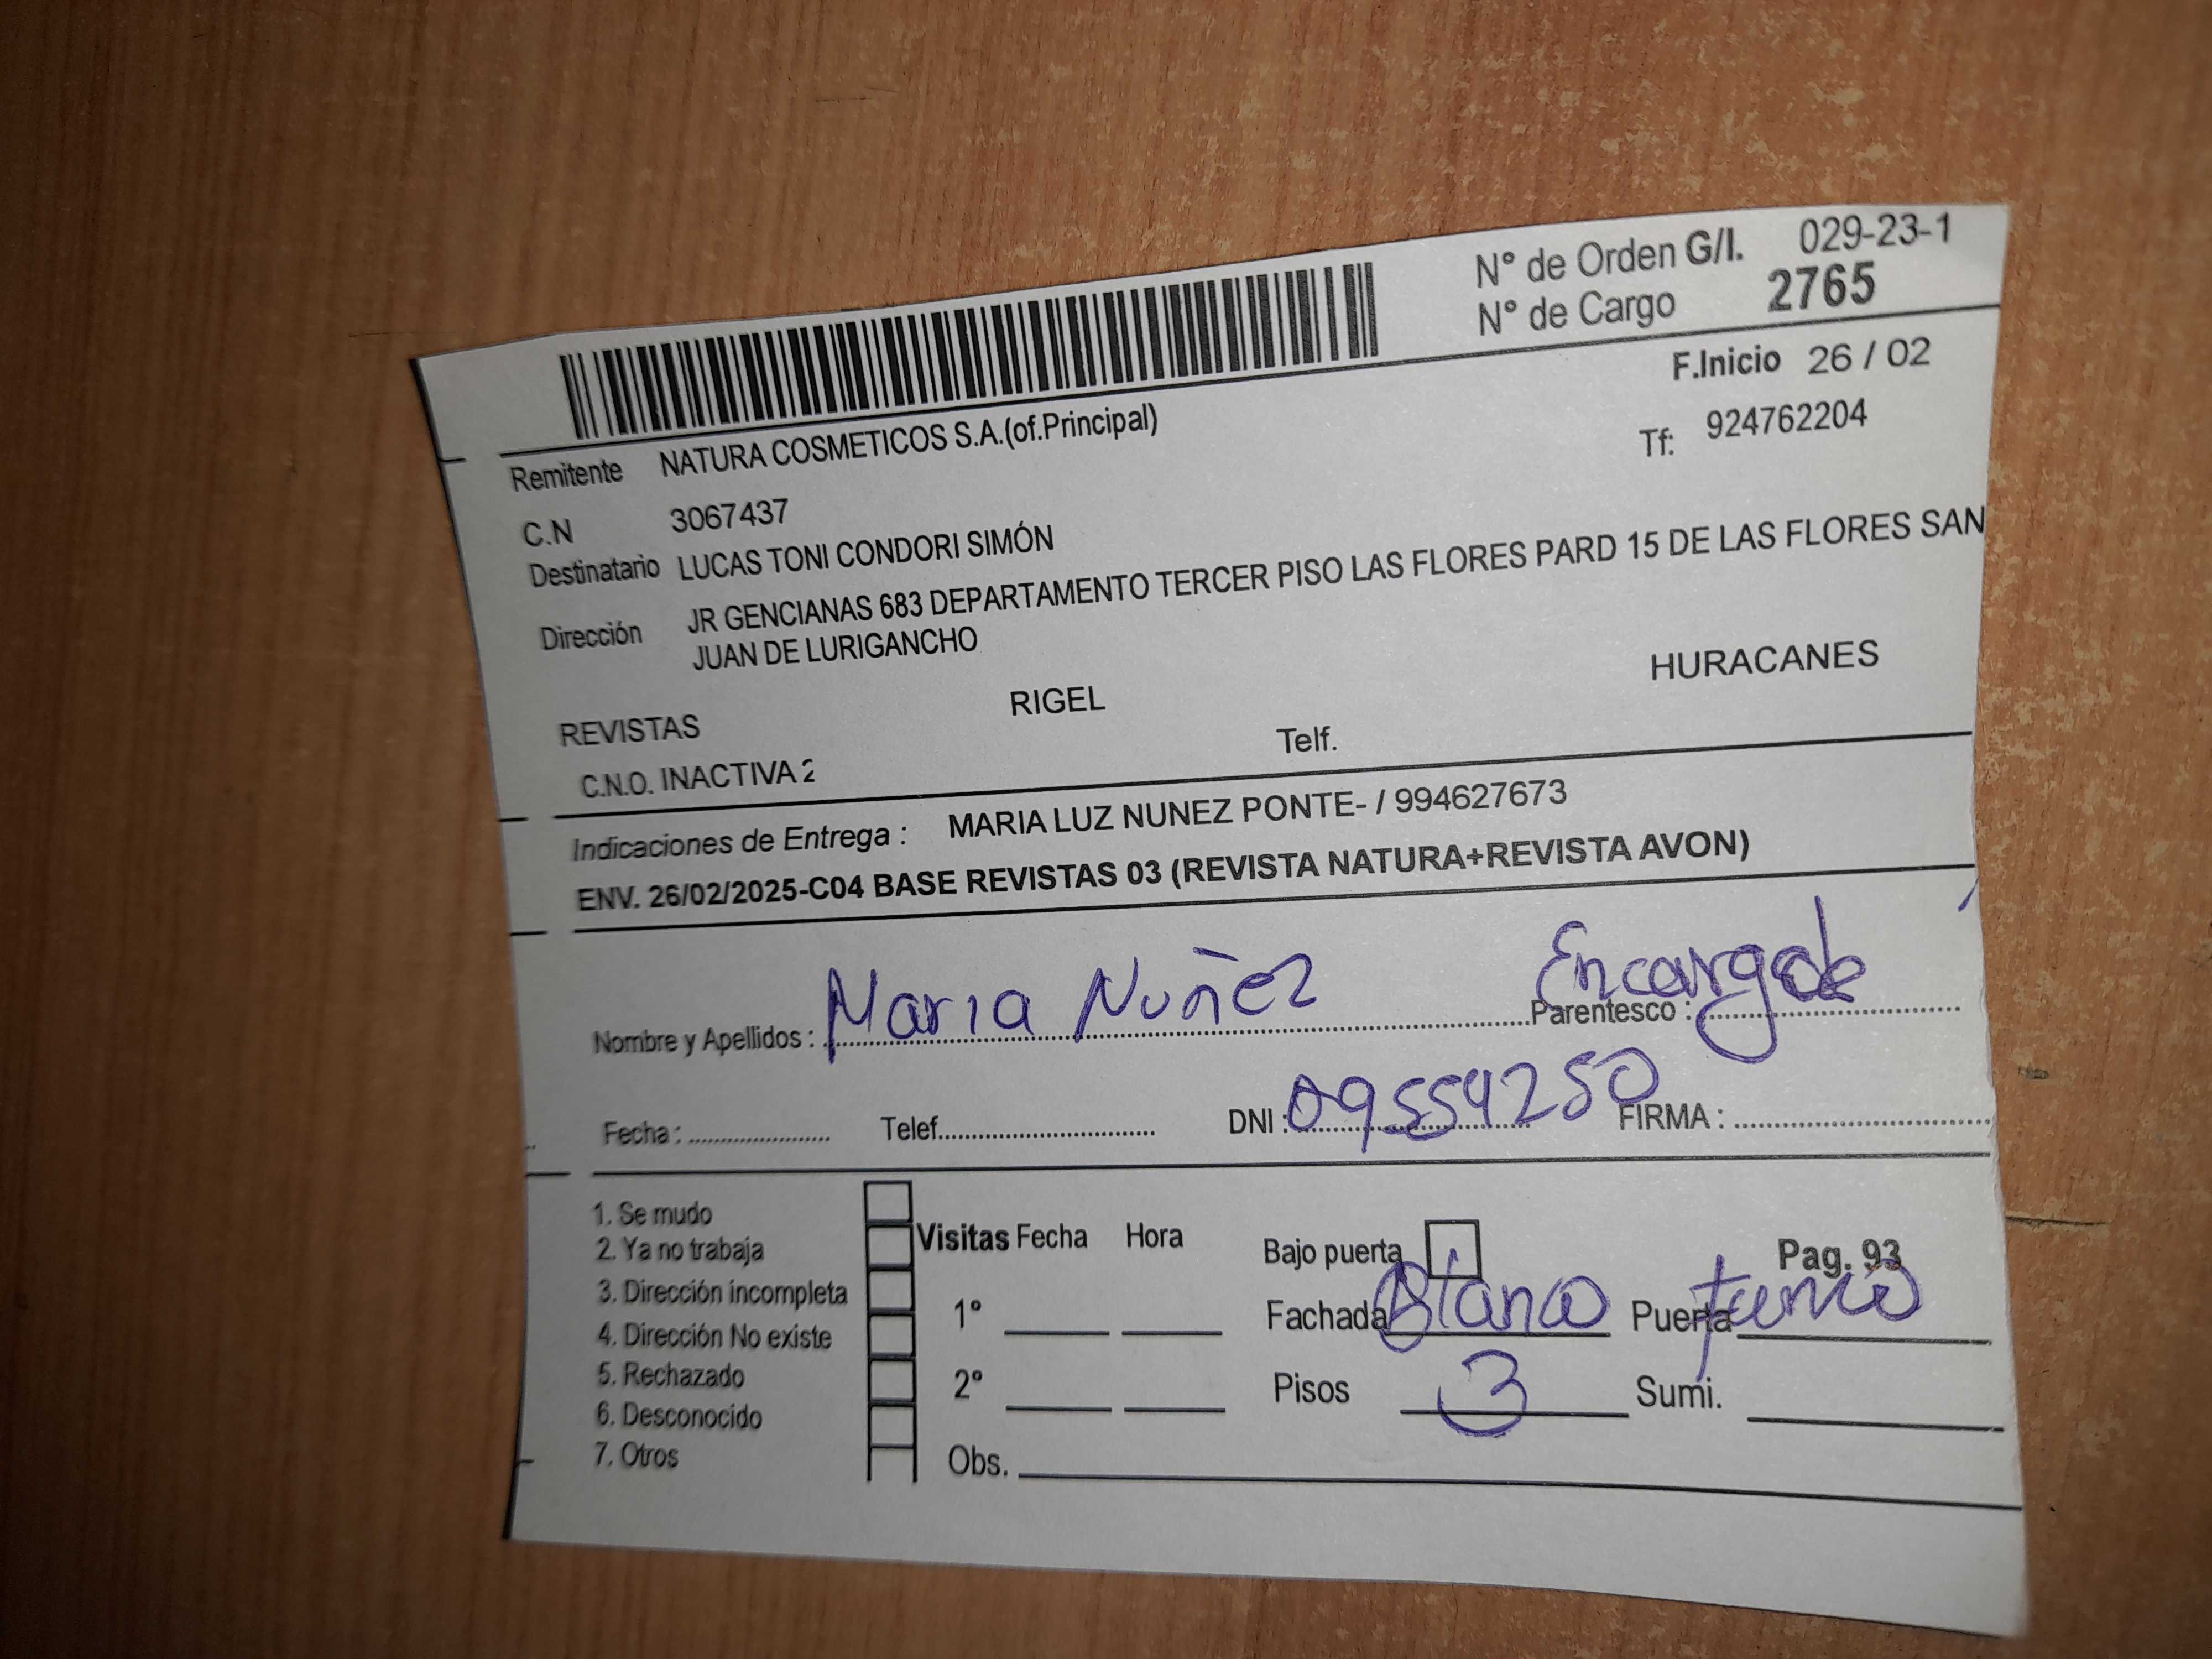 N° de Orden G/I. 029-23-1
N° de Cargo 2765
F.Inicio 26 / 02
Remitente NATURA COSMETICOS S.A.(of.Principal)
Tf: 924762204
C.N 3067437
Destinatario LUCAS TONI CONDORI SIMÓN
Dirección JR GENCIANAS 683 DEPARTAMENTO TERCER PISO LAS FLORES PARD 15 DE LAS FLORES SAN
JUAN DE LURIGANCHO
REVISTAS RIGEL HURACANES
C.N.O. INACTIVA 2 Telf.
Indicaciones de Entrega : MARIA LUZ NUNEZ PONTE- / 994627673
ENV. 26/02/2025-C04 BASE REVISTAS 03 (REVISTA NATURA+REVISTA AVON)
Nombre y Apellidos : Maria Nuñez Parentesco :
Fecha : Telef. DNI : 09554250 FIRMA :
1. Se mudo
2. Ya no trabaja
3. Dirección incompleta
4. Dirección No existe
5. Rechazado
6. Desconocido
7. Otros
Visitas Fecha Hora
1°
2°
Obs.
Bajo puerta Pag. 93
Fachada Blanco Puerta
Pisos 3 Sumi.